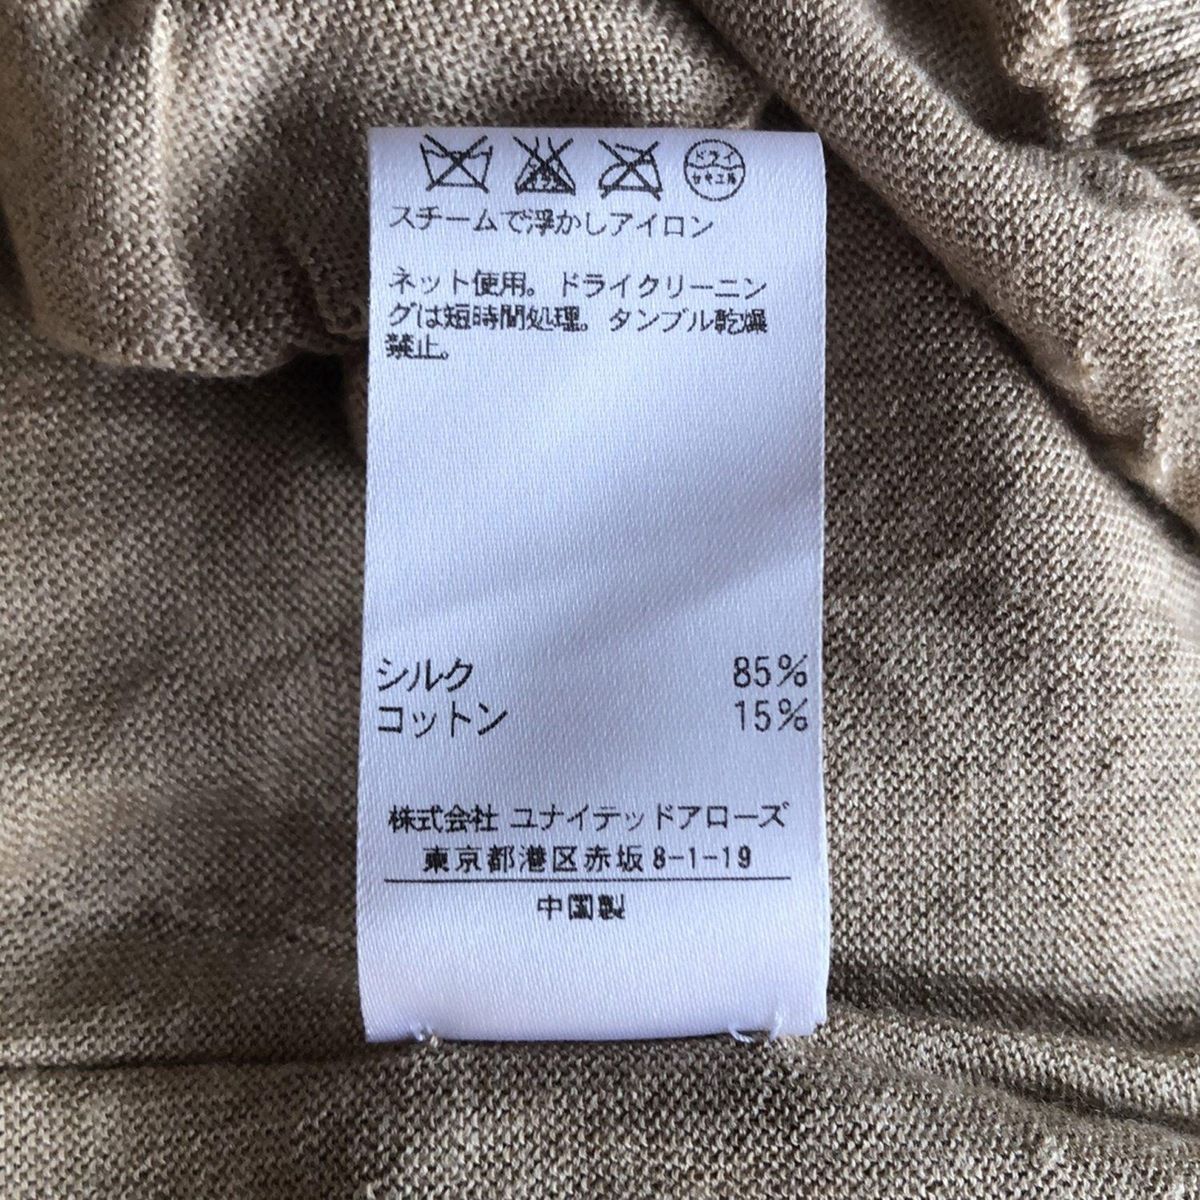 ドライ
セキユ系
スチームで浮かしアイロン
ネット使用。ドライクリーニン
グは短時間処理。タンブル乾燥
禁止。
シルク 85%
コットン 15%
株式会社 ユナイテッドアローズ
東京都港区赤坂8-1-19
中国製